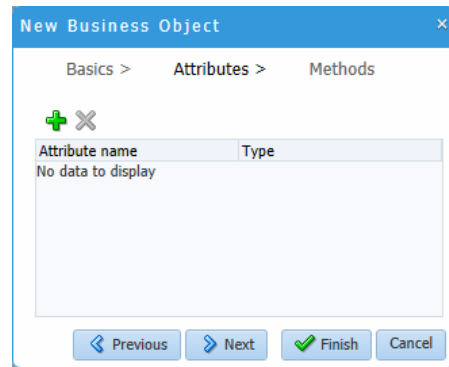 New Business Object ×
Basics > Attributes > Methods
Attribute name Type
No data to display
Previous Next Finish Cancel